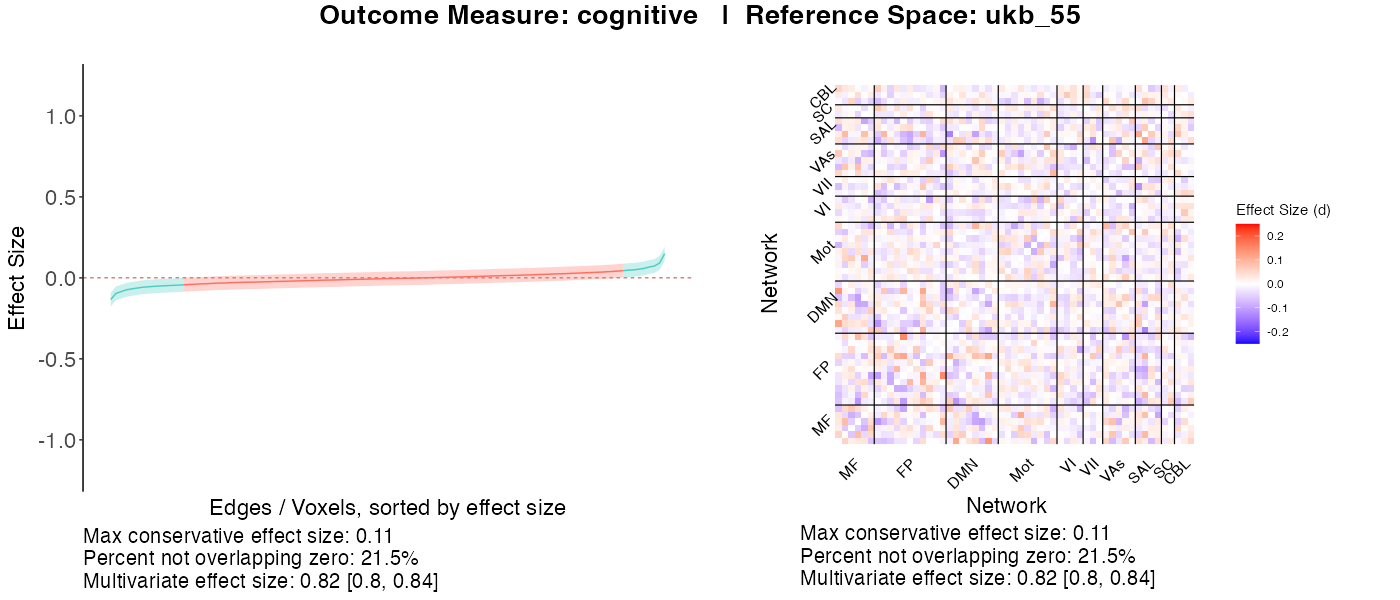 Outcome Measure: cognitive | Reference Space: ukb_55
Effect Size
1.0
0.5
0.0
-0.5
-1.0
Edges / Voxels, sorted by effect size
Max conservative effect size: 0.11
Percent not overlapping zero: 21.5%
Multivariate effect size: 0.82 [0.8, 0.84]
Network
CBL
SC
SAL
VAs
VII
VI
Mot
DMN
FP
MF
MF
FP
DMN
Mot
VI
VII
VAs
SAL
SC
CBL
Network
Max conservative effect size: 0.11
Percent not overlapping zero: 21.5%
Multivariate effect size: 0.82 [0.8, 0.84]
Effect Size (d)
0.2
0.1
0.0
-0.1
-0.2